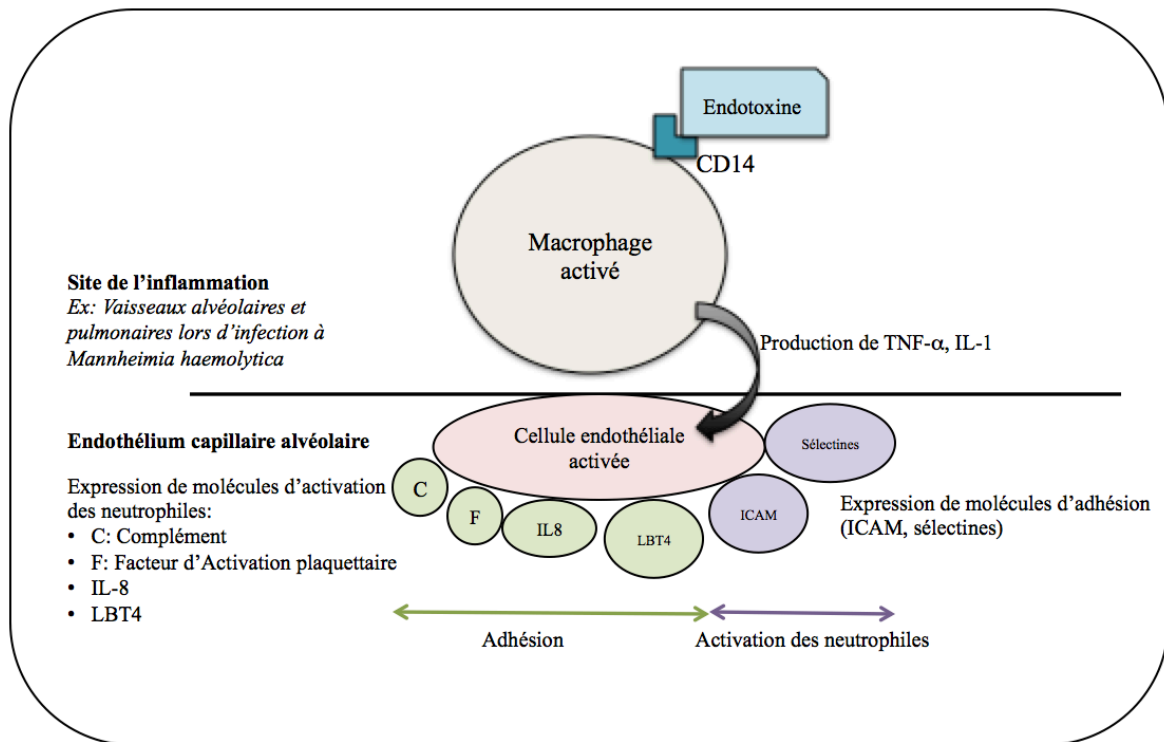 Endotoxine
CD14
Macrophage
activé
Site de l’inflammation
Ex: Vaisseaux alvéolaires et
pulmonaires lors d’infection à
Mannheimia haemolytica
Production de TNF-α, IL-1
Endothélium capillaire alvéolaire
Cellule endothéliale
activée
Sélectines
Expression de molécules d’activation
des neutrophiles:
• C: Complément
• F: Facteur d’Activation plaquettaire
• IL-8
• LBT4
C
F
IL8
LBT4
ICAM
Expression de molécules d’adhésion
(ICAM, sélectines)
Adhésion
Activation des neutrophiles